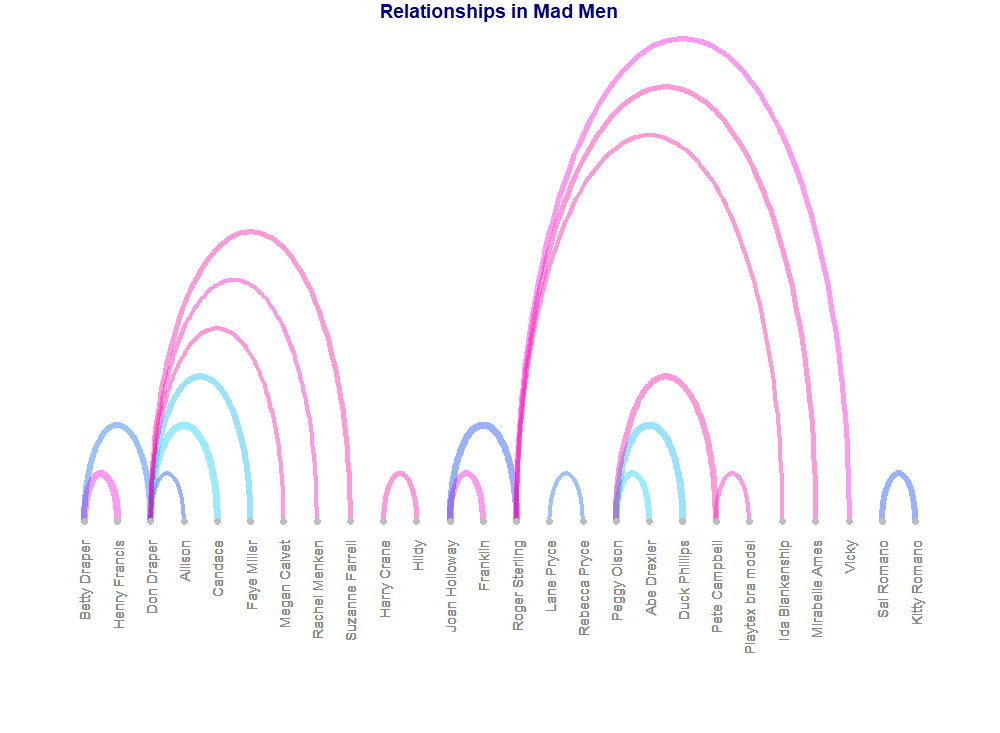 Relationships in Mad Men
Betty Draper
Henry Francis
Don Draper
Allison
Candace
Faye Miller
Megan Calvet
Rachel Menken
Suzanne Farrell
Harry Crane
Hildy
Joan Holloway
Franklin
Roger Sterling
Lane Pryce
Rebecca Pryce
Peggy Olson
Abe Drexler
Duck Phillips
Pete Campbell
Playtex bra model
Ida Blankenship
Mirabelle Ames
Vicky
Sal Romano
Kitty Romano